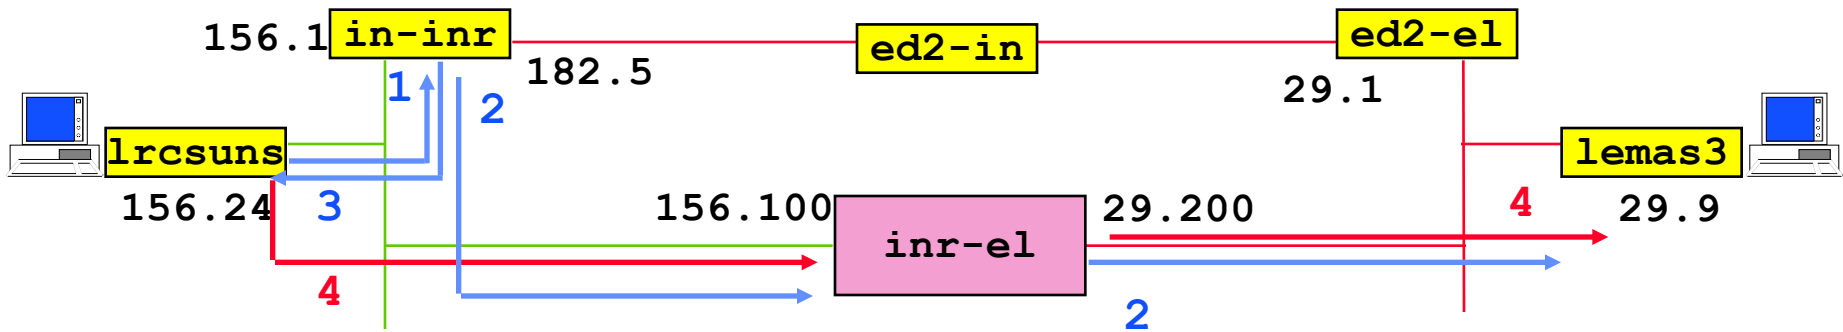 156.1 in-inr
ed2-in
ed2-el
182.5
29.1
1
2
lrcsuns
lemas3
156.24
3
156.100
29.200
4
29.9
inr-el
4
2